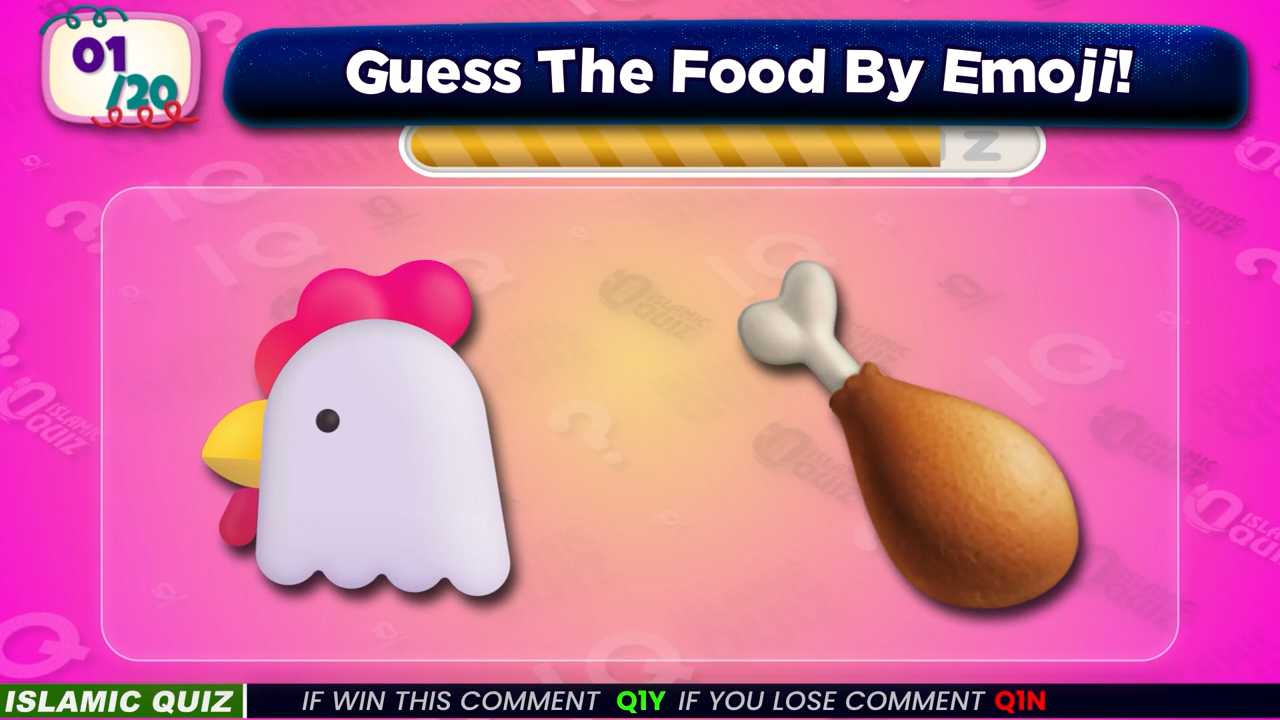 01
/20
Guess The Food By Emoji!
ISLAMIC QUIZ
IF WIN THIS COMMENT Q1Y IF YOU LOSE COMMENT Q1N